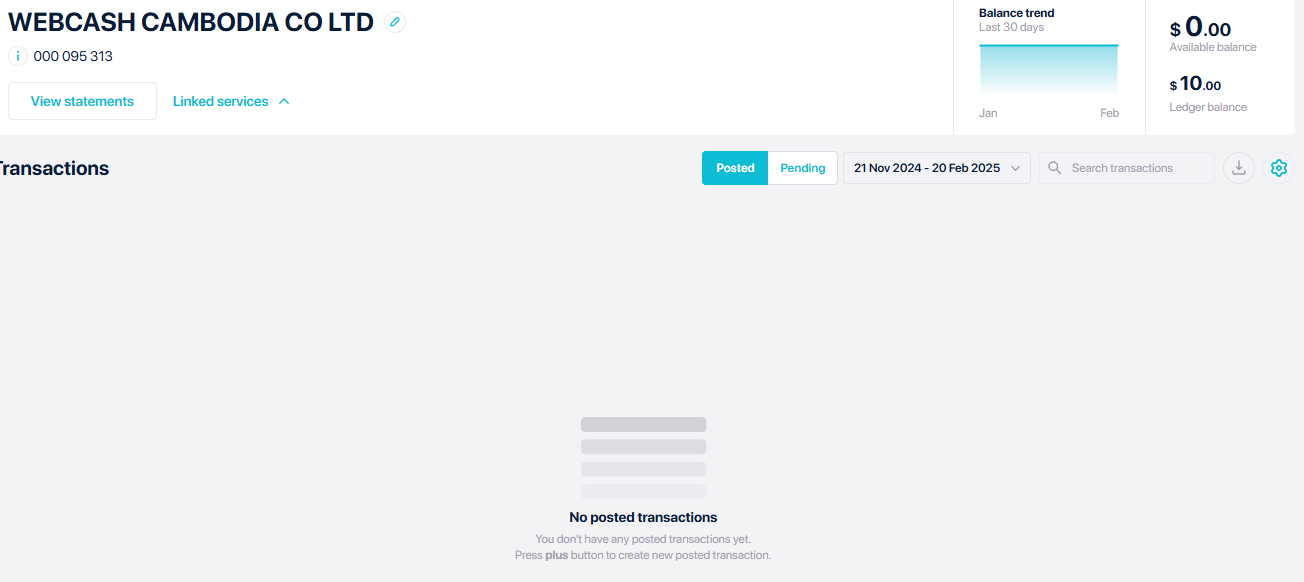 WEBCASH CAMBODIA CO LTD
i 000 095 313
View statements Linked services
Balance trend
Last 30 days
Jan Feb
$ 0.00
Available balance
$ 10.00
Ledger balance
Transactions
Posted Pending 21 Nov 2024 - 20 Feb 2025 Search transactions
No posted transactions
You don't have any posted transactions yet.
Press plus button to create new posted transaction.